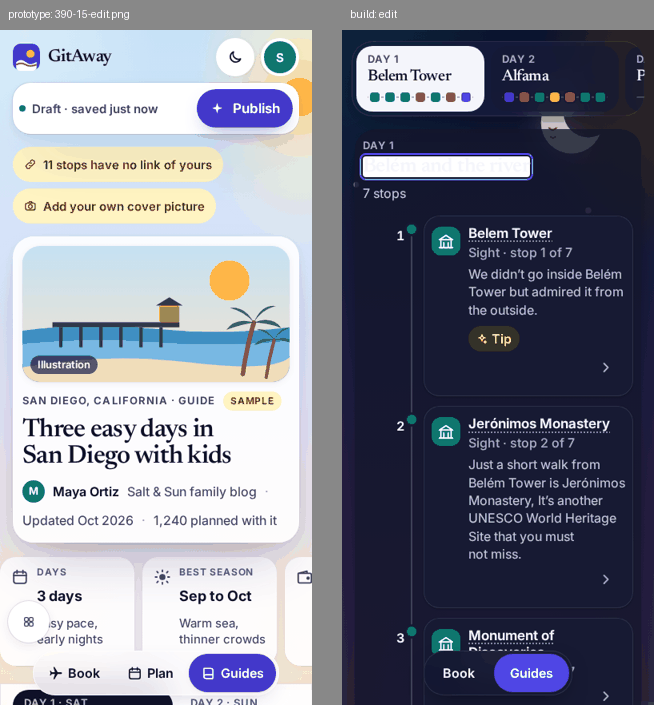 prototype: 390-15-edit.png
GitAway
S
Draft · saved just now
Publish
11 stops have no link of yours
Add your own cover picture
Illustration
SAN DIEGO, CALIFORNIA · GUIDE
SAMPLE
Three easy days in
San Diego with kids
M
Maya Ortiz Salt & Sun family blog ·
Updated Oct 2026 · 1,240 planned with it
DAYS
3 days
early nights
BEST SEASON
Sep to Oct
Warm sea,
thinner crowds
Book
Plan
Guides
DAY 1 · SAT
DAY 2 · SUN
build: edit
DAY 1
Belem Tower
DAY 2
Alfama
DAY 1
Belem and the river
7 stops
1
Belem Tower
Sight · stop 1 of 7
We didn't go inside Belém
Tower but admired it from
the outside.
Tip
2
Jerónimos Monastery
Sight · stop 2 of 7
Just a short walk from
Belém Tower is Jerónimos
Monastery, It's another
UNESCO World Heritage
Site that you must
not miss.
3
Monument of
Book
Guides